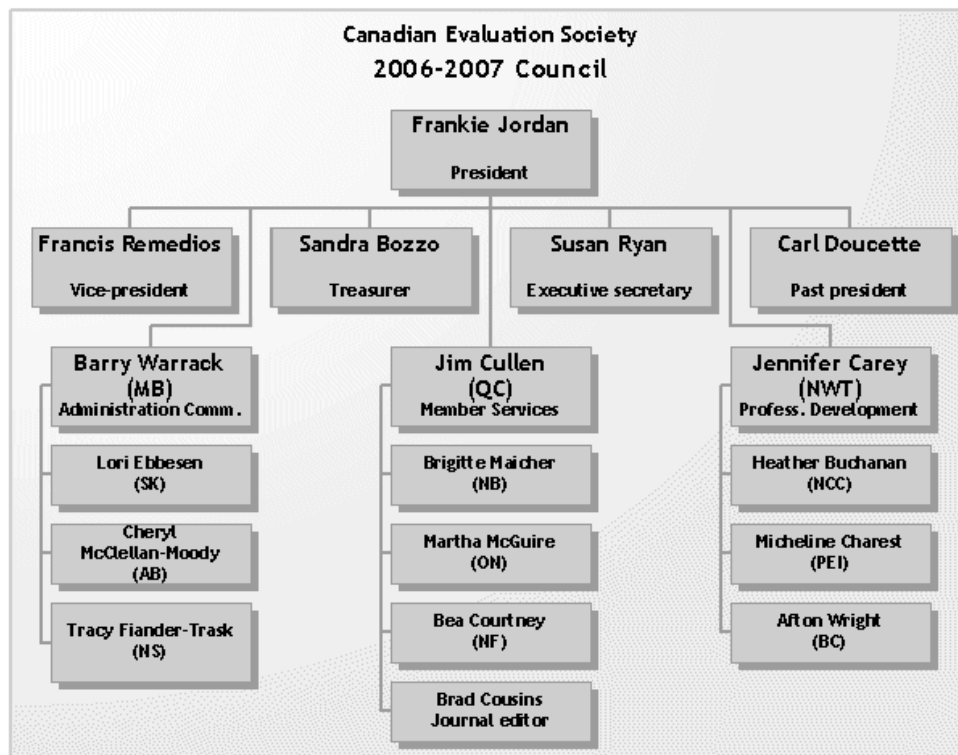 Canadian Evaluation Society
2006-2007 Council
Frankie Jordan
President
Francis Remedios
Vice-president
Sandra Bozzo
Treasurer
Susan Ryan
Executive secretary
Carl Doucette
Past president
Barry Warrack
(MB)
Administration Comm.
Lori Ebbesen
(SK)
Cheryl
McClellan-Moody
(AB)
Tracy Fiander-Trask
(NS)
Jim Cullen
(QC)
Member Services
Brigitte Maicher
(NB)
Martha McGuire
(ON)
Bea Courtney
(NF)
Brad Cousins
Journal editor
Jennifer Carey
(NWT)
Profess. Development
Heather Buchanan
(NCC)
Micheline Charest
(PEI)
Afton Wright
(BC)